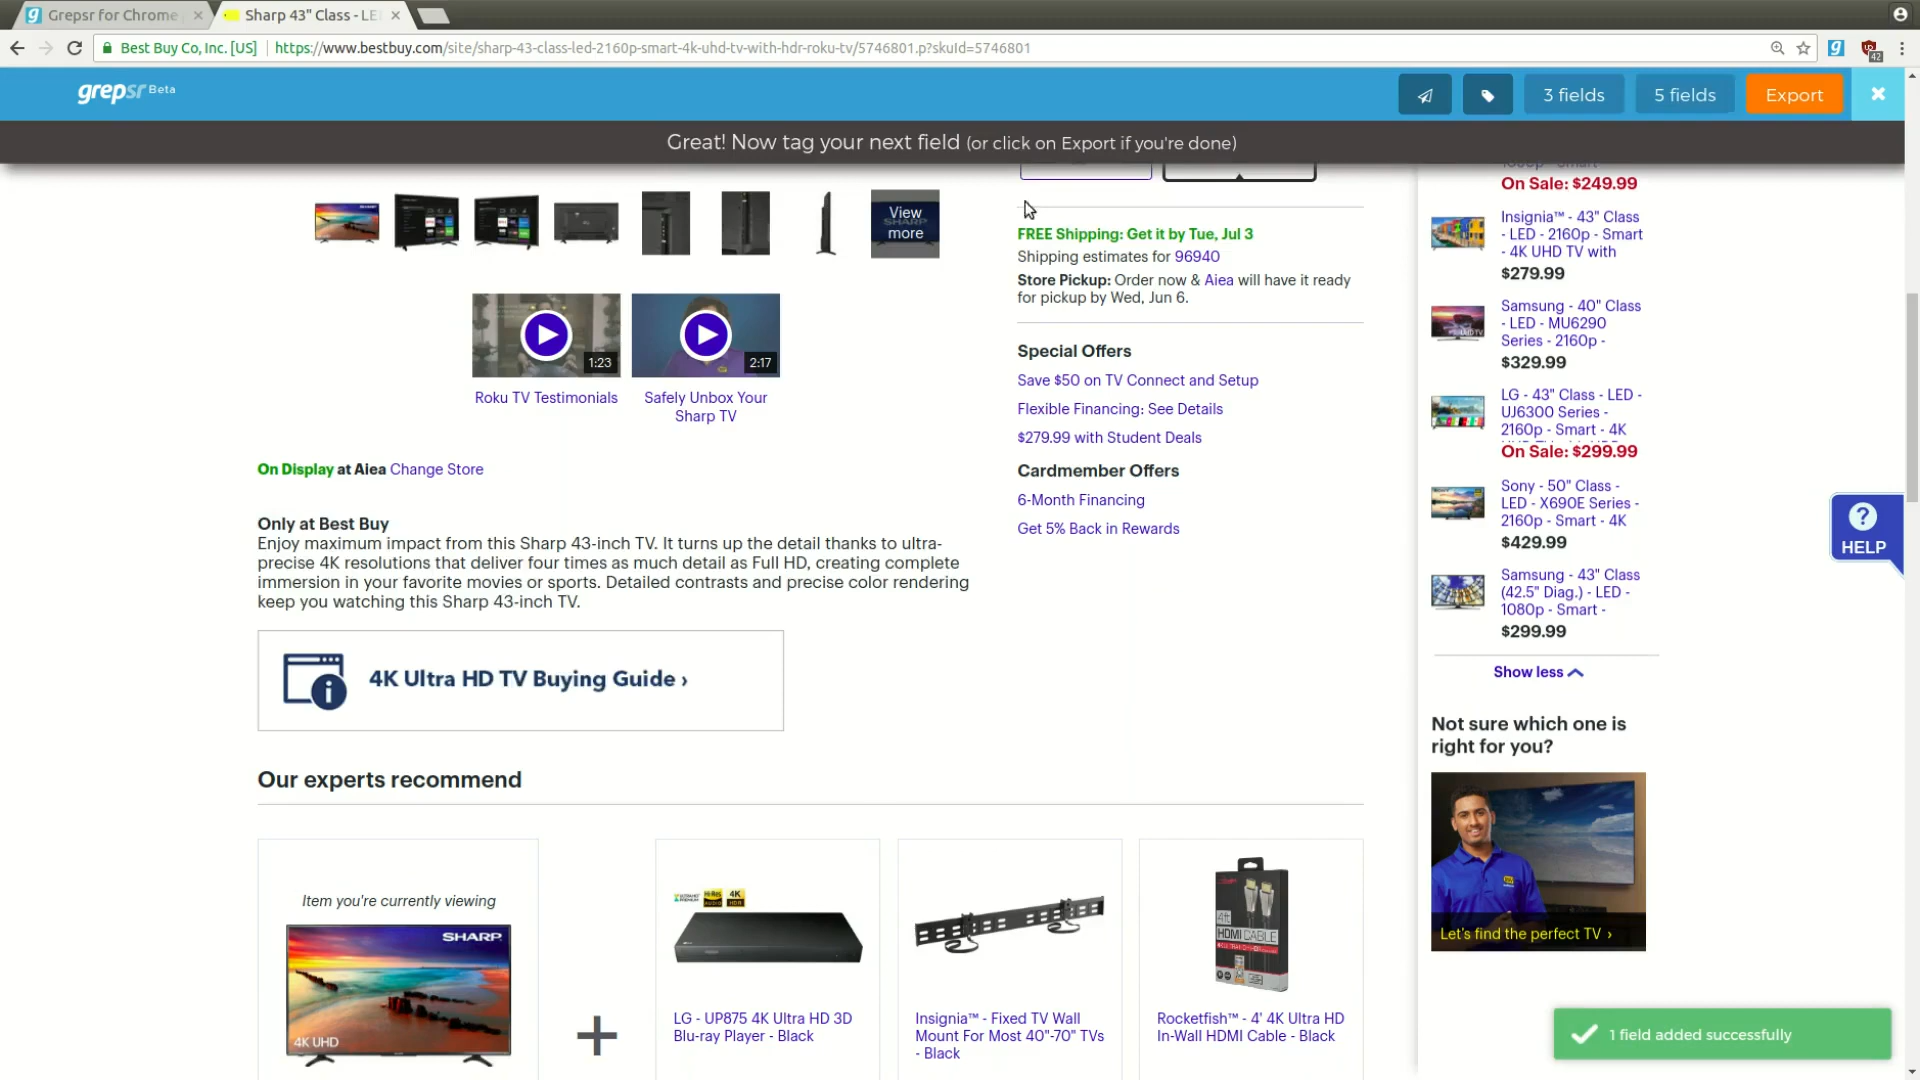 Grepsr for Chrome
Sharp 43" Class - LE
Best Buy Co, Inc. [US]
https://www.bestbuy.com/site/sharp-43-class-led-2160p-smart-4k-uhd-tv-with-hdr-roku-tv/5746801.p?skuId=5746801
42
grepsr Beta
3 fields
5 fields
Export
Great! Now tag your next field (or click on Export if you're done)
View
more
1:23
2:17
Roku TV Testimonials
Safely Unbox Your
Sharp TV
On Display at Aiea Change Store
Only at Best Buy
Enjoy maximum impact from this Sharp 43-inch TV. It turns up the detail thanks to ultra-
precise 4K resolutions that deliver four times as much detail as Full HD, creating complete
immersion in your favorite movies or sports. Detailed contrasts and precise color rendering
keep you watching this Sharp 43-inch TV.
4K Ultra HD TV Buying Guide ›
FREE Shipping: Get it by Tue, Jul 3
Shipping estimates for 96940
Store Pickup: Order now & Aiea will have it ready
for pickup by Wed, Jun 6.
Special Offers
Save $50 on TV Connect and Setup
Flexible Financing: See Details
$279.99 with Student Deals
Cardmember Offers
6-Month Financing
Get 5% Back in Rewards
Our experts recommend
Item you're currently viewing
SHARP
4K UHD
LG - UP875 4K Ultra HD 3D
Blu-ray Player - Black
Insignia™ - Fixed TV Wall
Mount For Most 40"-70" TVs
- Black
4ft
HDMI CABLE
Rocketfish™ - 4' 4K Ultra HD
In-Wall HDMI Cable - Black
1080p - Smart -
On Sale: $249.99
Insignia™ - 43" Class
- LED - 2160p - Smart
- 4K UHD TV with
$279.99
Samsung - 40" Class
- LED - MU6290
Series - 2160p -
$329.99
LG - 43" Class - LED -
UJ6300 Series -
2160p - Smart - 4K
On Sale: $299.99
Sony - 50" Class -
LED - X690E Series -
2160p - Smart - 4K
$429.99
Samsung - 43" Class
(42.5" Diag.) - LED -
1080p - Smart -
$299.99
Show less
Not sure which one is
right for you?
Let's find the perfect TV ›
HELP
1 field added successfully